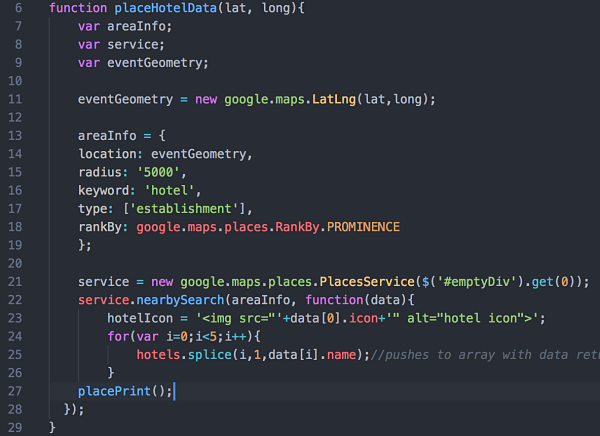 6 function placeHotelData(lat, long){
7 var areaInfo;
8 var service;
9 var eventGeometry;
10
11 eventGeometry = new google.maps.LatLng(lat,long);
12
13 areaInfo = {
14 location: eventGeometry,
15 radius: '5000',
16 keyword: 'hotel',
17 type: ['establishment'],
18 rankBy: google.maps.places.RankBy.PROMINENCE
19 };
20
21 service = new google.maps.places.PlacesService($('#emptyDiv').get(0));
22 service.nearbySearch(areaInfo, function(data){
23 hotelIcon = '<img src="'+data[0].icon+'" alt="hotel icon">';
24 for(var i=0;i<5;i++){
25 hotels.splice(i,1,data[i].name);//pushes to array with data retu
26 }
27 placePrint();
28 });
29 }